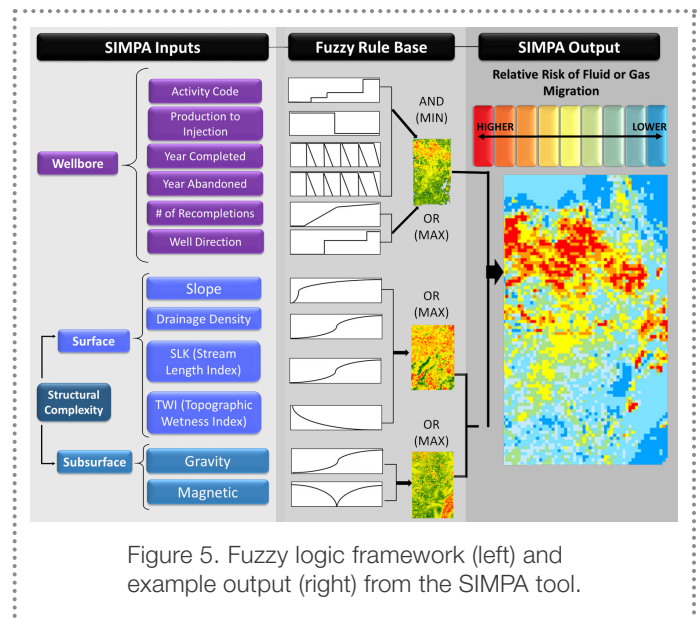 SIMPA Inputs
Fuzzy Rule Base
SIMPA Output
Wellbore
Activity Code
Production to
Injection
Year Completed
Year Abandoned
# of Recompletions
Well Direction
AND
(MIN)
OR
(MAX)
Relative Risk of Fluid or Gas
Migration
HIGHER
LOWER
Structural
Complexity
Surface
Slope
Drainage Density
SLK (Stream
Length Index)
TWI (Topographic
Wetness Index)
OR
(MAX)
Subsurface
Gravity
Magnetic
OR
(MAX)
Figure 5. Fuzzy logic framework (left) and
example output (right) from the SIMPA tool.